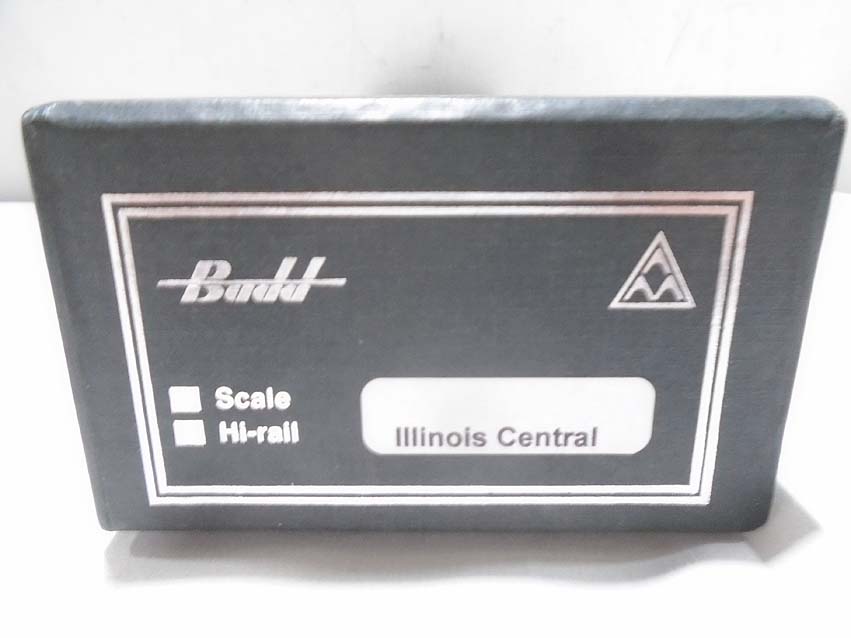 Budd
Scale
Hi-rail
Illinois Central